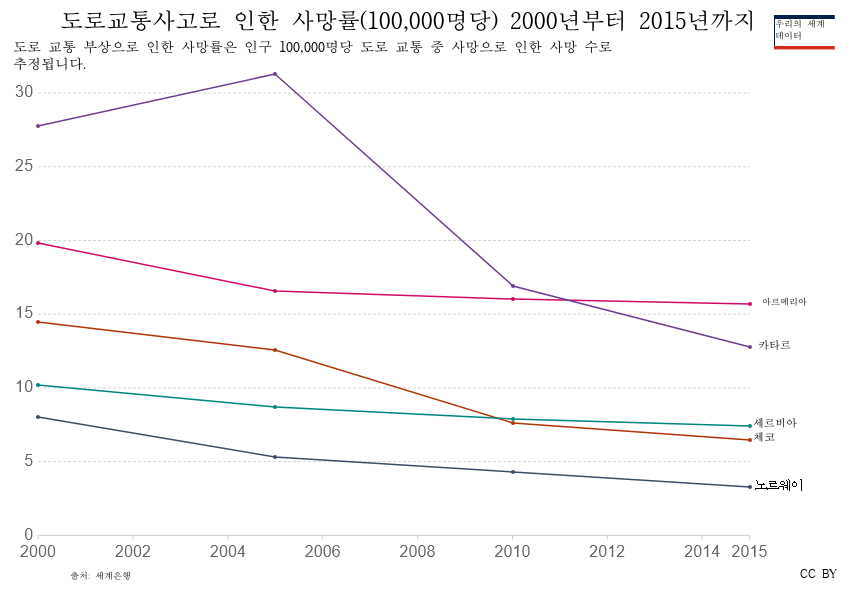 도로교통사고로 인한 사망률(100,000명당) 2000년부터 2015년까지
우리의 세계
데이터
도로 교통 부상으로 인한 사망률은 인구 100,000명당 도로 교통 중 사망으로 인한 사망 수로
추정됩니다.
30
25
20
15
10
5
0
아르메리아
카타르
세르비아
체코
노르웨이
2000 2002 2004 2006 2008 2010 2012 2014 2015
출처: 세계은행
CC BY